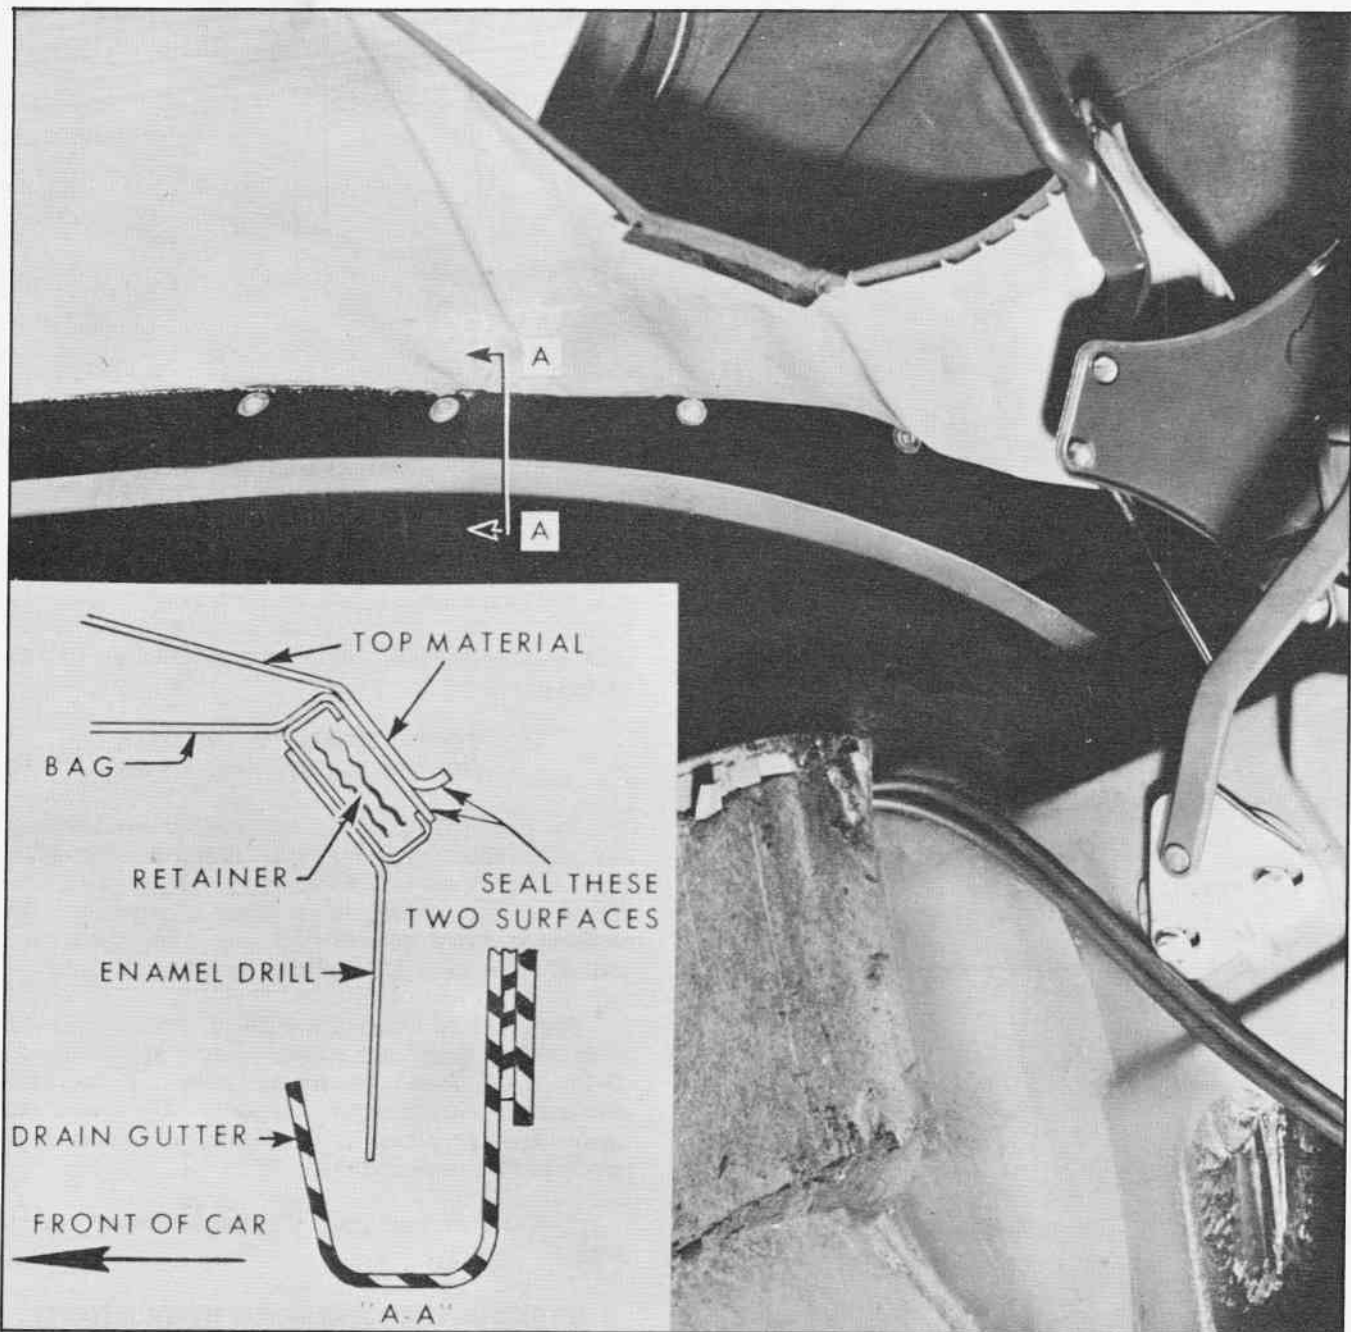 A
A
TOP MATERIAL
BAG
RETAINER
SEAL THESE
TWO SURFACES
ENAMEL DRILL
DRAIN GUTTER
FRONT OF CAR
"A-A"